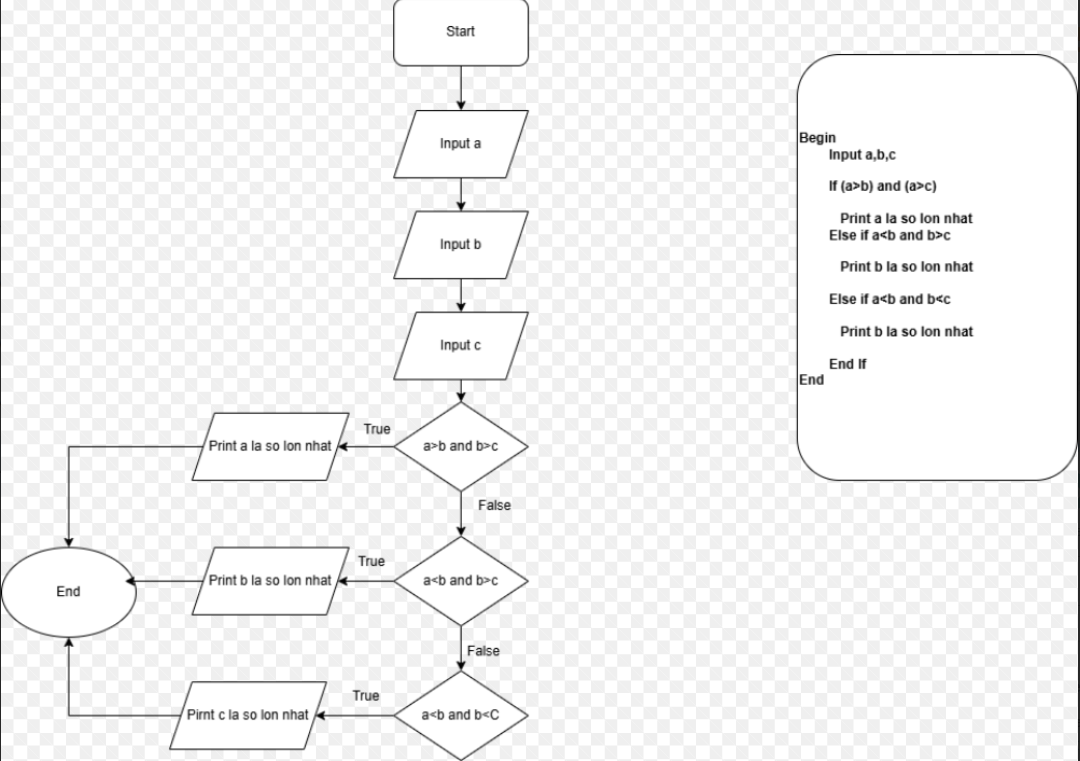 Start
Input a
Input b
Input c
a>b and b>c
True
Print a la so lon nhat
False
a<b and b>c
True
Print b la so lon nhat
End
False
a<b and b<C
True
Pirnt c la so lon nhat
Begin
Input a,b,c
If (a>b) and (a>c)
Print a la so lon nhat
Else if a<b and b>c
Print b la so lon nhat
Else if a<b and b<c
Print b la so lon nhat
End If
End